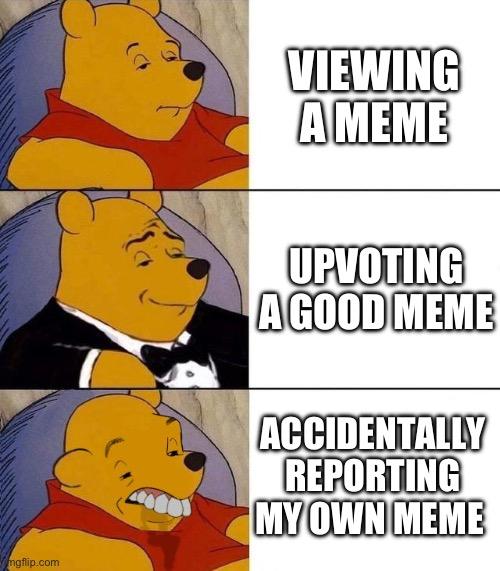 VIEWING
A MEME
UPVOTING
A GOOD MEME
ACCIDENTALLY
REPORTING
MY OWN MEME
imgflip.com